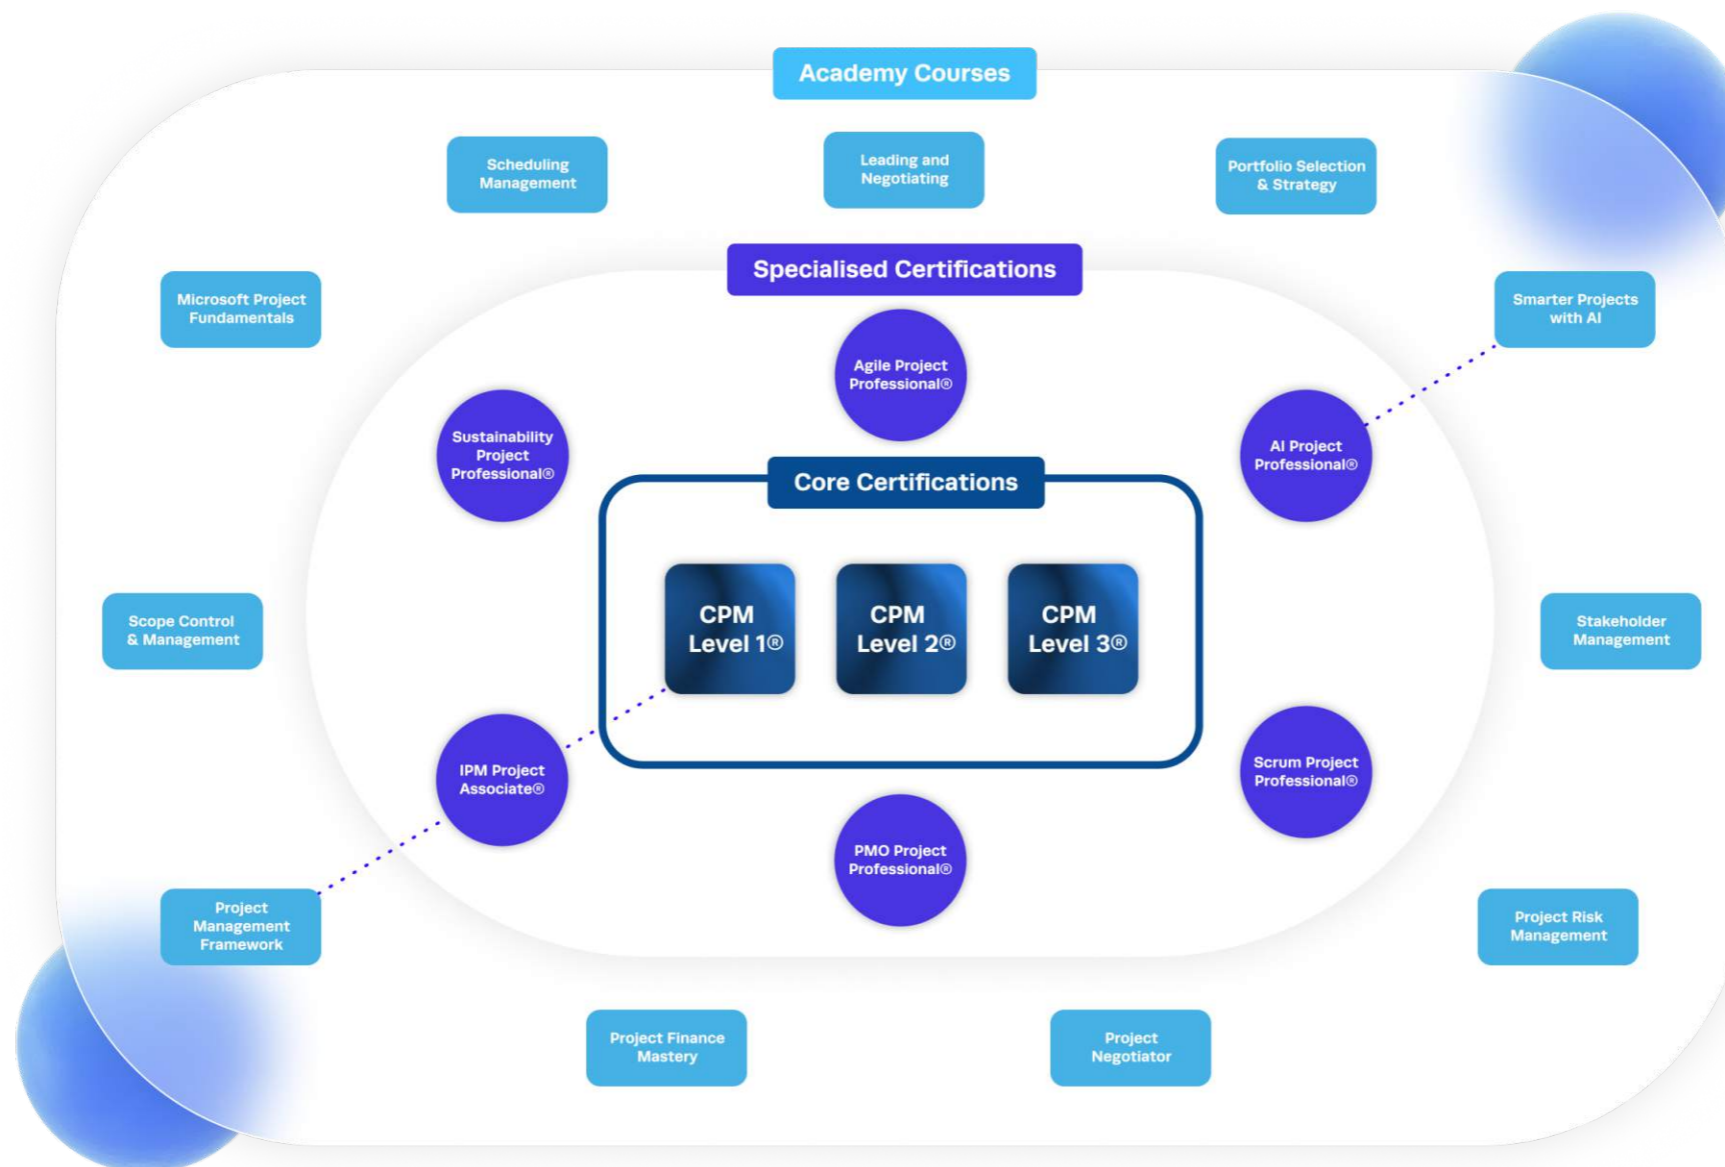 Academy Courses
Scheduling
Management
Leading and
Negotiating
Portfolio Selection
& Strategy
Specialised Certifications
Microsoft Project
Fundamentals
Smarter Projects
with AI
Agile Project
Professional®
Sustainability
Project
Professional®
AI Project
Professional®
Core Certifications
CPM
Level 1®
CPM
Level 2®
CPM
Level 3®
Scope Control
& Management
Stakeholder
Management
IPM Project
Associate®
Scrum Project
Professional®
PMO Project
Professional®
Project
Management
Framework
Project Risk
Management
Project Finance
Mastery
Project
Negotiator